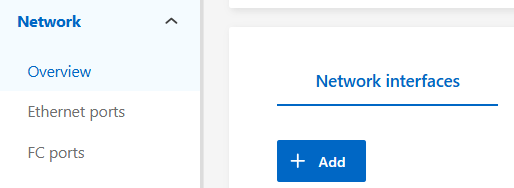 Network
Overview
Ethernet ports
FC ports
Network interfaces
+ Add